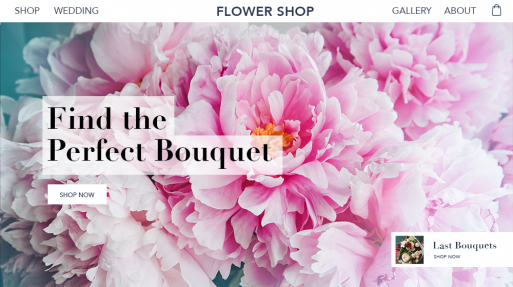 SHOP
WEDDING
FLOWER SHOP
GALLERY
ABOUT
Find the
Perfect Bouquet
SHOP NOW
Last Bouquets
SHOP NOW